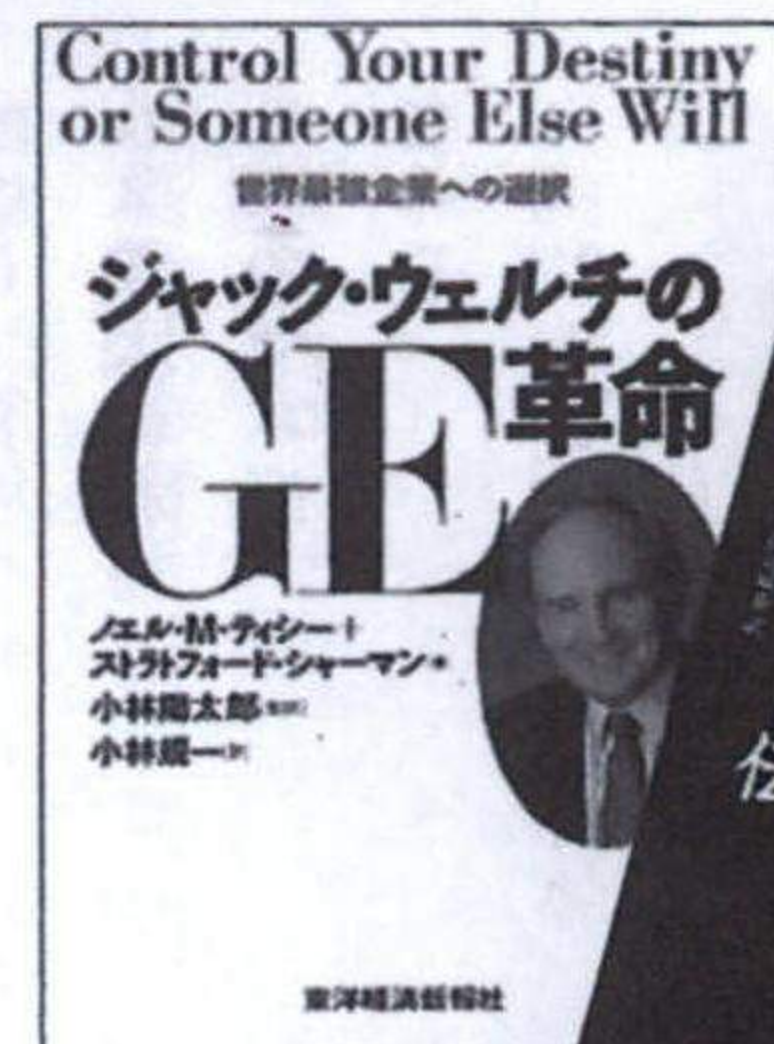 Control Your Destiny
or Someone Else Will
世界最強企業への選択
ジャック・ウェルチの
GE革命
ノエル・M・ティシー+
ストラトフォード・シャーマン
小林陽太郎
小林規一 訳
東洋経済新報社